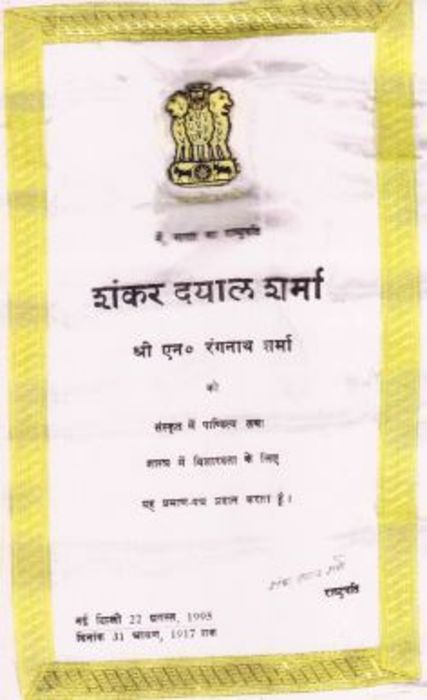 मैं, भारत का राष्ट्रपति
शंकर दयाल शर्मा
श्री एन० रंगनाथ शर्मा
को
संस्कृत में पाण्डित्य तथा
शास्त्र में विशारदता के लिए
यह प्रमाण-पत्र प्रदान करता हूँ।
राष्ट्रपति
नई दिल्ली 22 अगस्त, 1995
दिनांक 31 श्रावण, 1917 शक